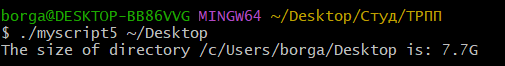 borga@DESKTOP-BB86VVG MINGW64 ~/Desktop/Студ/ТРПП
$ ./myscript5 ~/Desktop
The size of directory /c/Users/borga/Desktop is: 7.7G